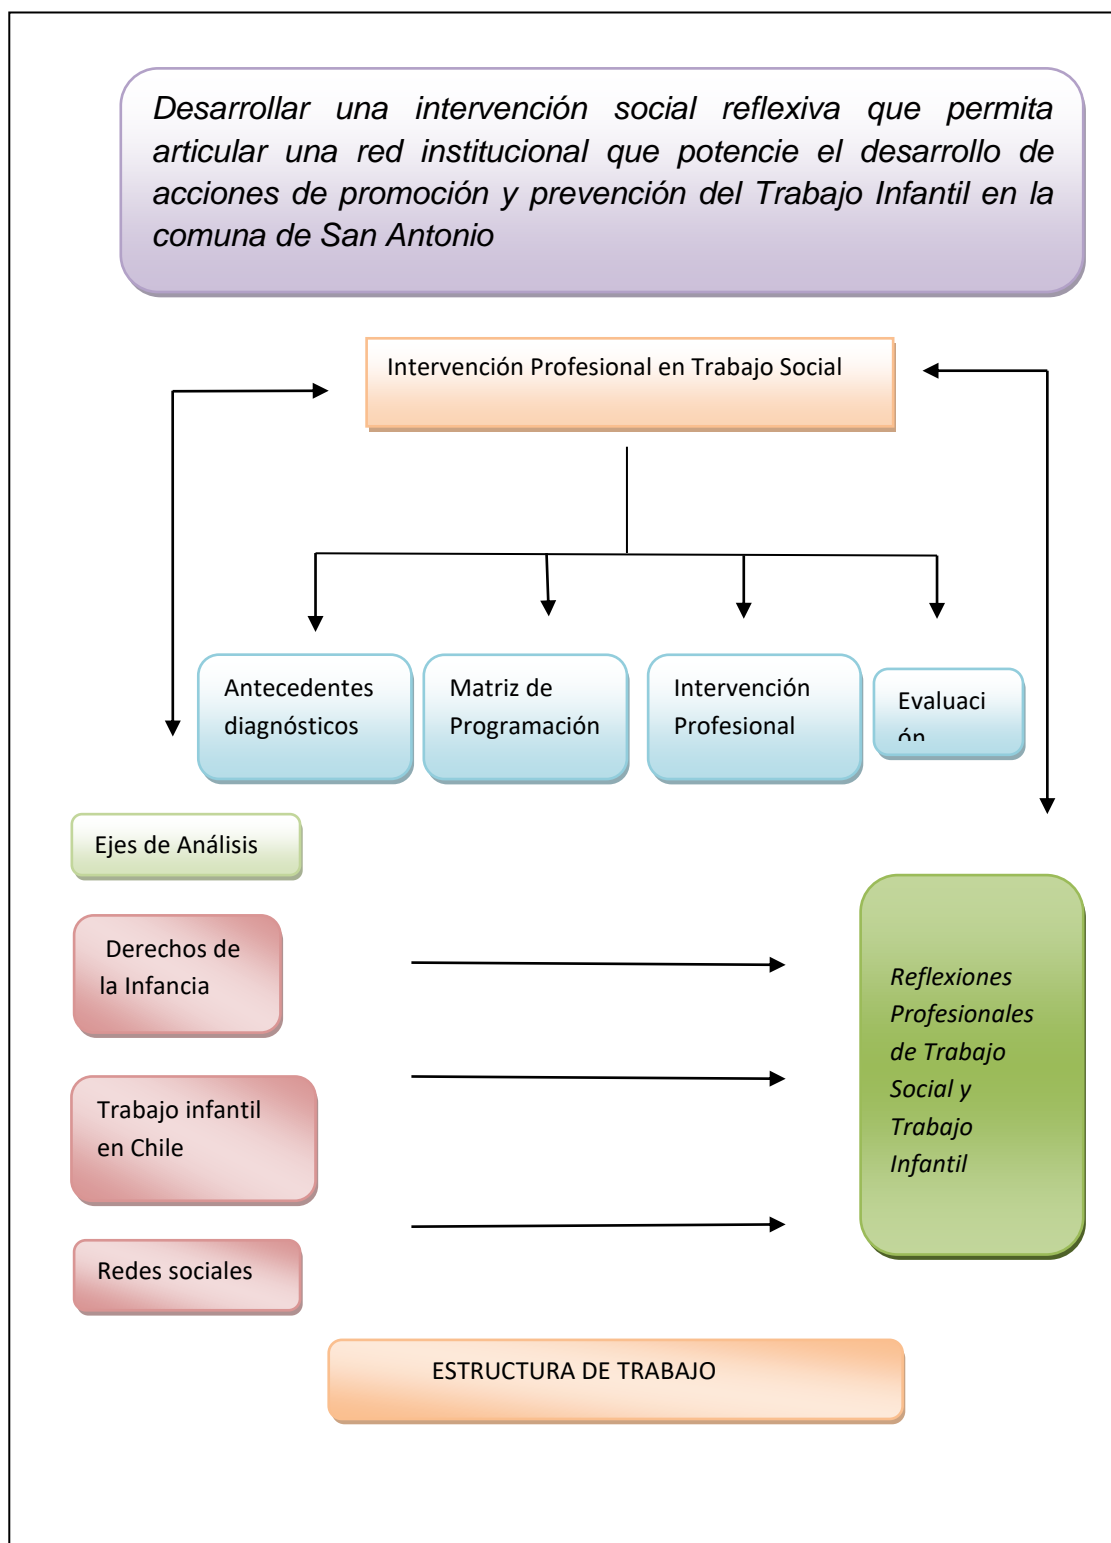 Desarrollar una intervención social reflexiva que permita
articular una red institucional que potencie el desarrollo de
acciones de promoción y prevención del Trabajo Infantil en la
comuna de San Antonio
Intervención Profesional en Trabajo Social
Antecedentes
diagnósticos
Matriz de
Programación
Intervención
Profesional
Evaluaci
ón
Ejes de Análisis
Derechos de
la Infancia
Trabajo infantil
en Chile
Redes sociales
Reflexiones
Profesionales
de Trabajo
Social y
Trabajo
Infantil
ESTRUCTURA DE TRABAJO